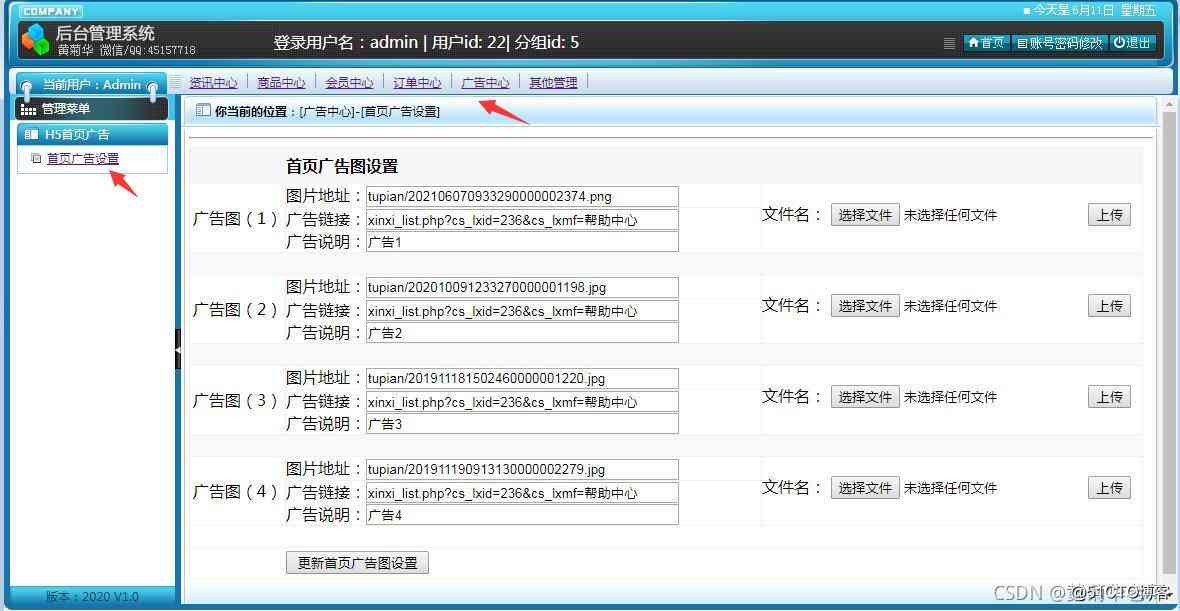 COMPANY
今天是6月11日 星期五
后台管理系统
黄菊华 微信/QQ:45157718
登录用户名：admin | 用户id: 22| 分组id: 5
首页 账号密码修改 退出
当前用户：Admin
资讯中心 商品中心 会员中心 订单中心 广告中心 其他管理
管理菜单
你当前的位置：[广告中心]-[首页广告设置]
H5首页广告
首页广告设置
首页广告图设置
图片地址：tupian/202106070933290000002374.png
广告图（1）广告链接：xinxi_list.php?cs_lxid=236&cs_lxmf=帮助中心 文件名： 选择文件 未选择任何文件 上传
广告说明：广告1
图片地址：tupian/202010091233270000001198.jpg
广告图（2）广告链接：xinxi_list.php?cs_lxid=236&cs_lxmf=帮助中心 文件名： 选择文件 未选择任何文件 上传
广告说明：广告2
图片地址：tupian/201911181502460000001220.jpg
广告图（3）广告链接：xinxi_list.php?cs_lxid=236&cs_lxmf=帮助中心 文件名： 选择文件 未选择任何文件 上传
广告说明：广告3
图片地址：tupian/201911190913130000002279.jpg
广告图（4）广告链接：xinxi_list.php?cs_lxid=236&cs_lxmf=帮助中心 文件名： 选择文件 未选择任何文件 上传
广告说明：广告4
更新首页广告图设置
版本：2020 V1.0
CSDN @51CTO博客